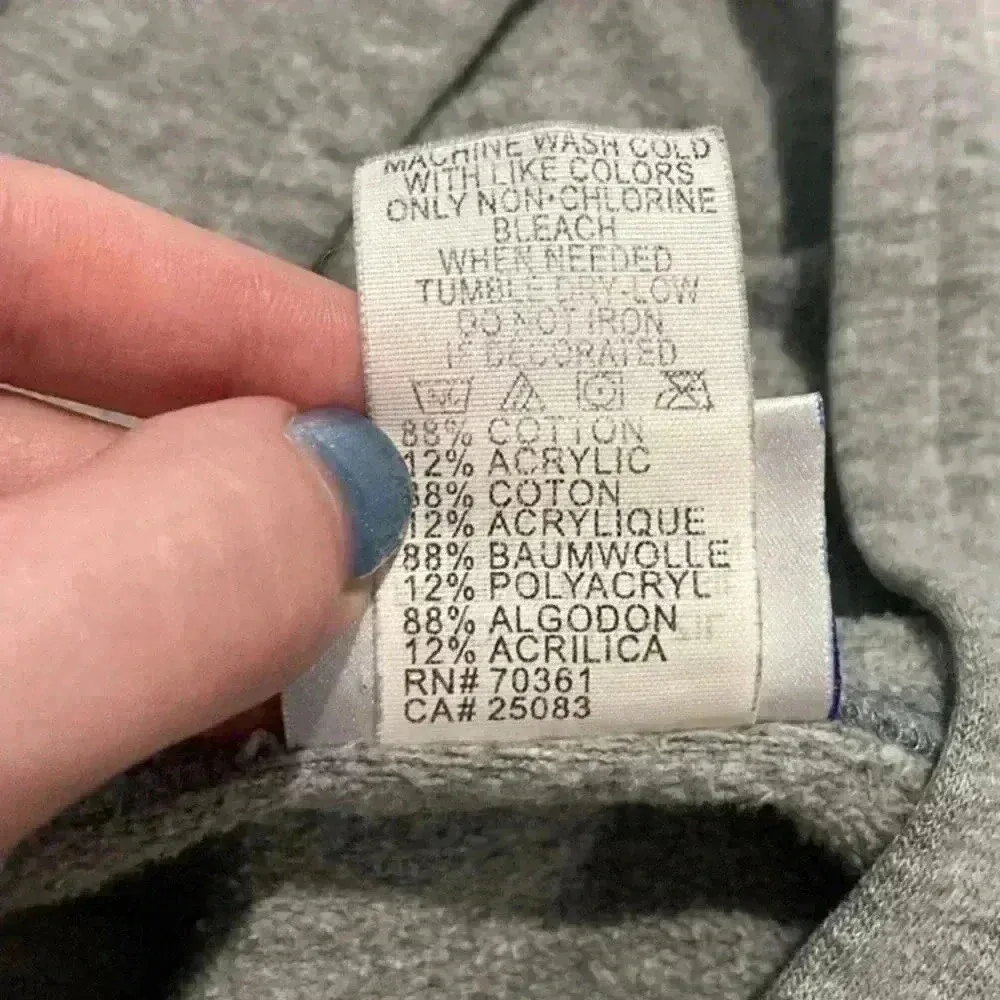 MACHINE WASH COLD
WITH LIKE COLORS
ONLY NON-CHLORINE
BLEACH
WHEN NEEDED
TUMBLE DRY-LOW
DO NOT IRON
IF DECORATED
88% COTTON
12% ACRYLIC
88% COTON
12% ACRYLIQUE
88% BAUMWOLLE
12% POLYACRYL
88% ALGODON
12% ACRILICA
RN# 70361
CA# 25083